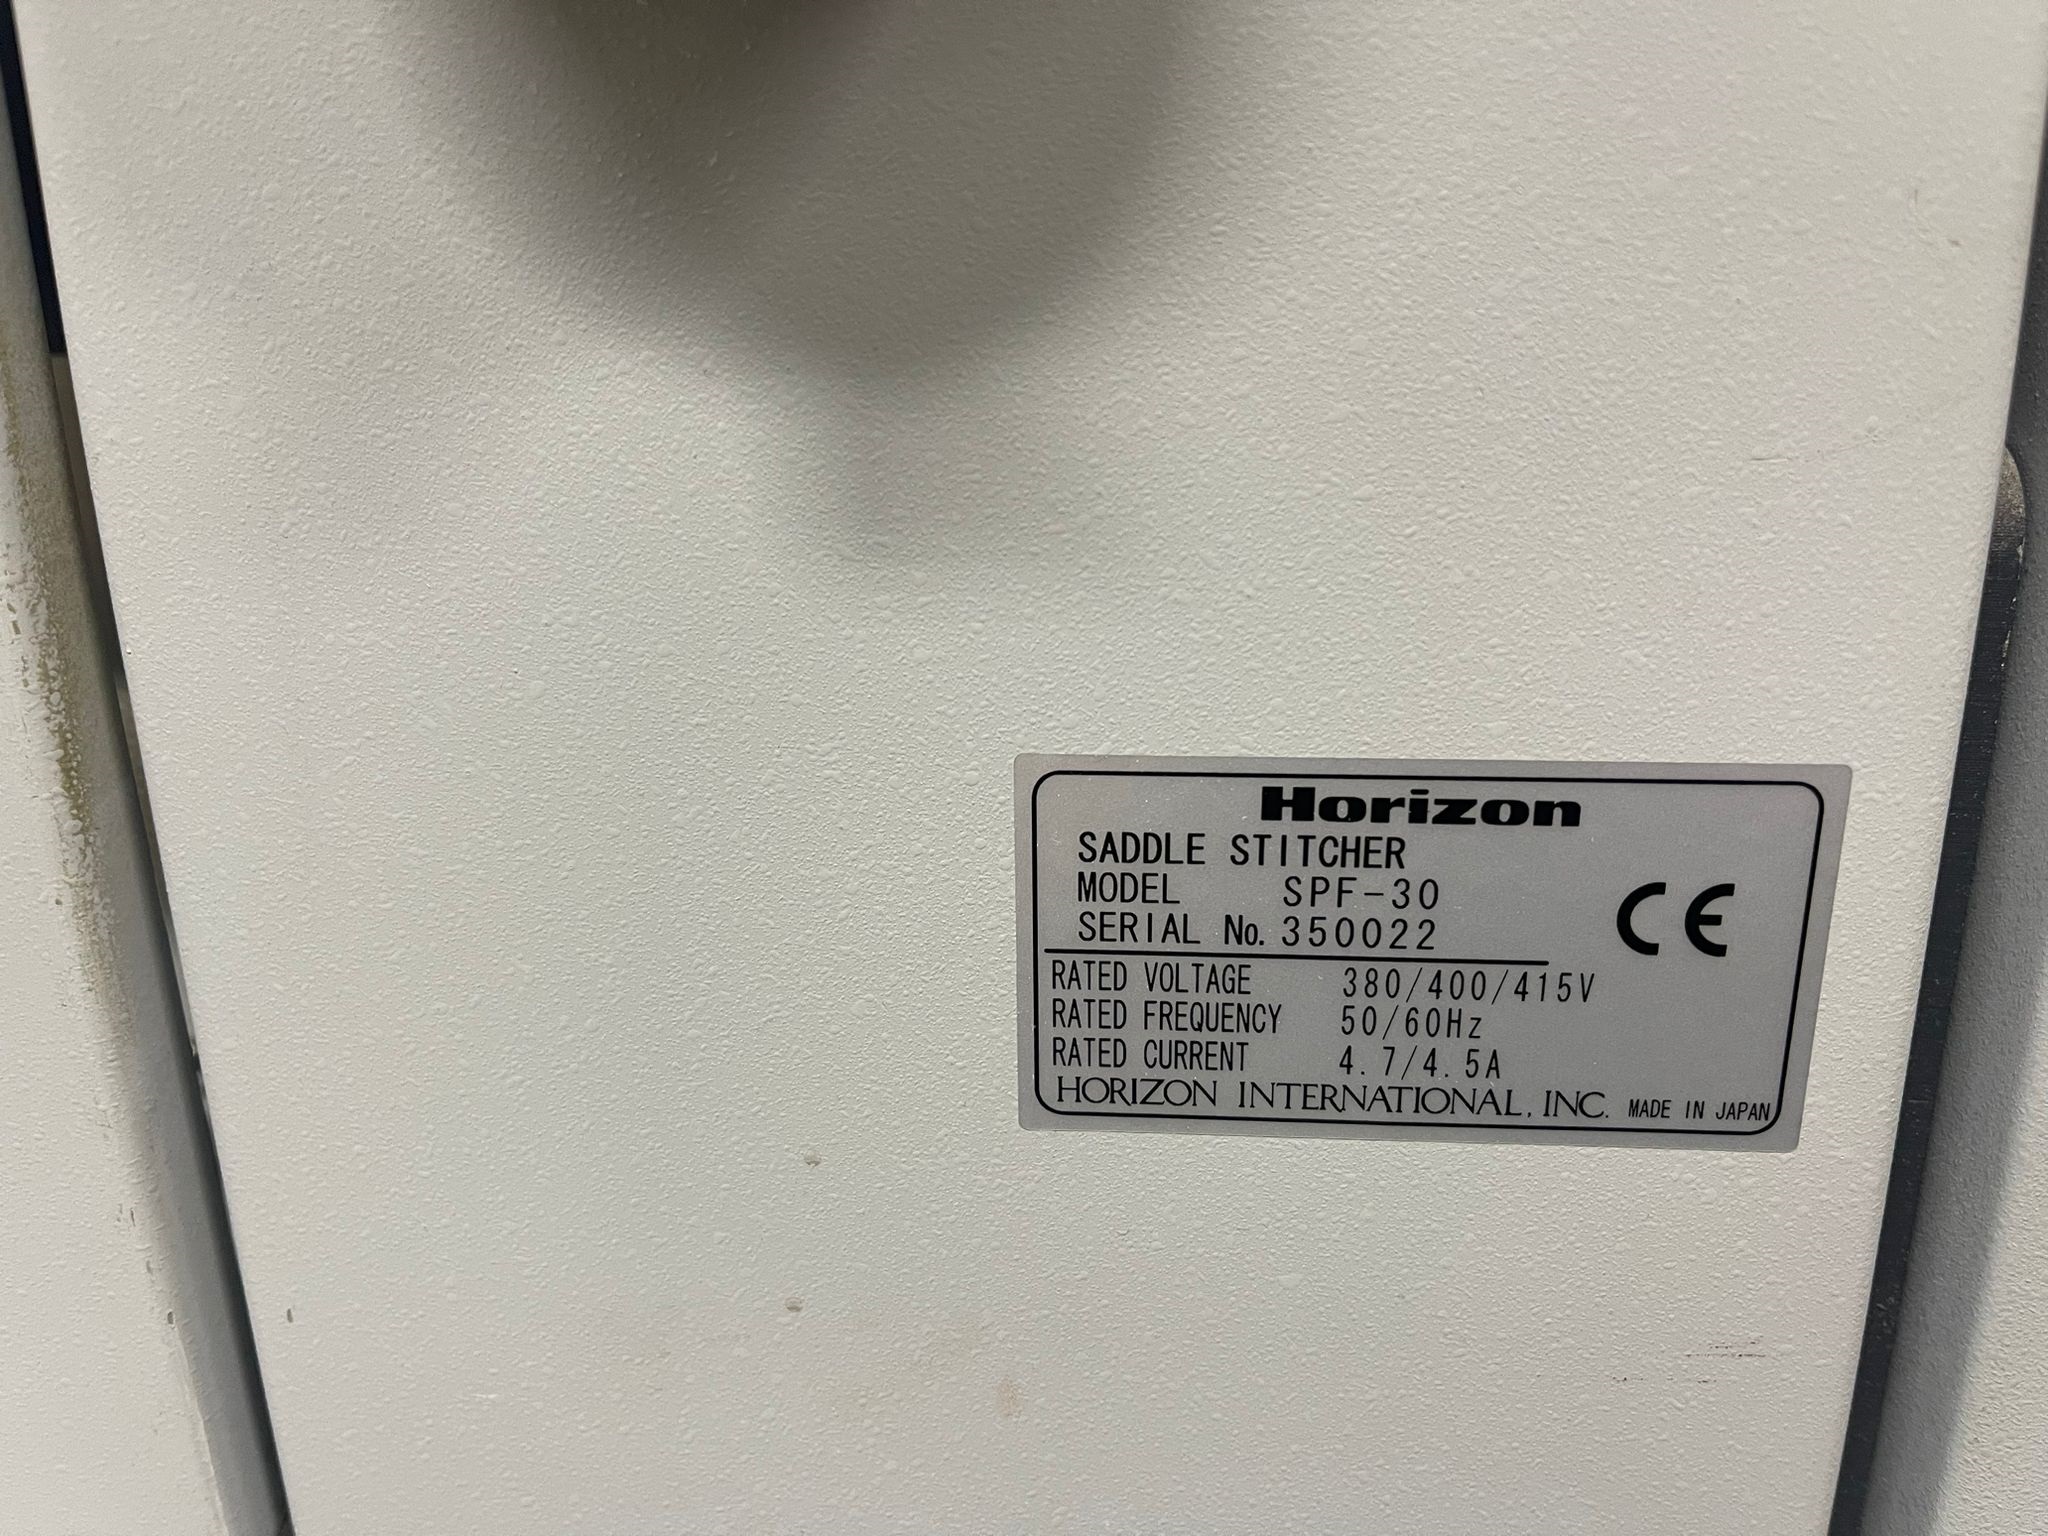 Horizon
SADDLE STITCHER
MODEL SPF-30
SERIAL No. 350022
CE
RATED VOLTAGE 380/400/415V
RATED FREQUENCY 50/60Hz
RATED CURRENT 4.7/4.5A
HORIZON INTERNATIONAL, INC. MADE IN JAPAN